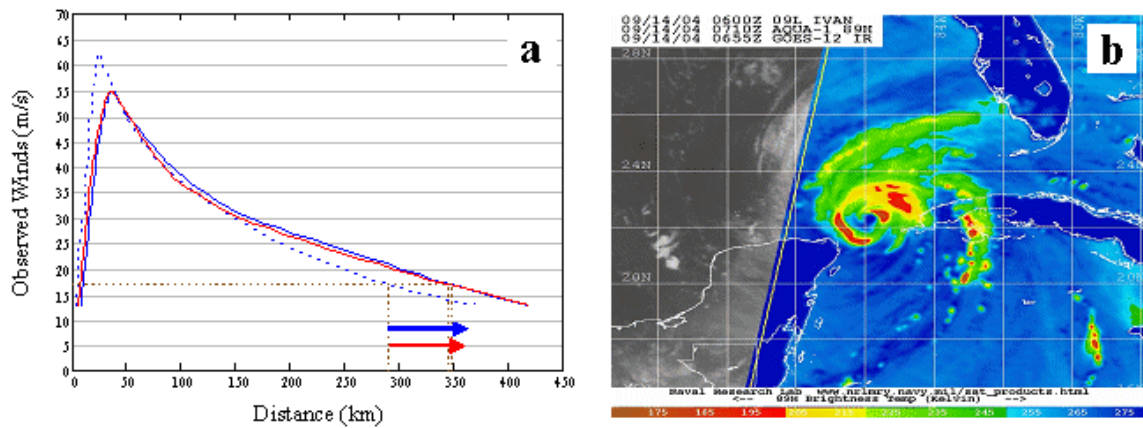 a
Observed Winds (m/s)
70
65
60
55
50
45
40
35
30
25
20
15
10
5
0
0 50 100 150 200 250 300 350 400 450
Distance (km)
09/14/04 0600Z 09L IVAN
09/14/04 0710Z AQUA-1 89H
09/14/04 0655Z GOES-12 IR
b
28N
24N 24N
20N 20N
Naval Research Lab www.nrlmry.navy.mil/sat_products.html
<-- 89H Brightness Temp (Kelvin) -->
175 185 195 205 215 225 235 245 255 265 275